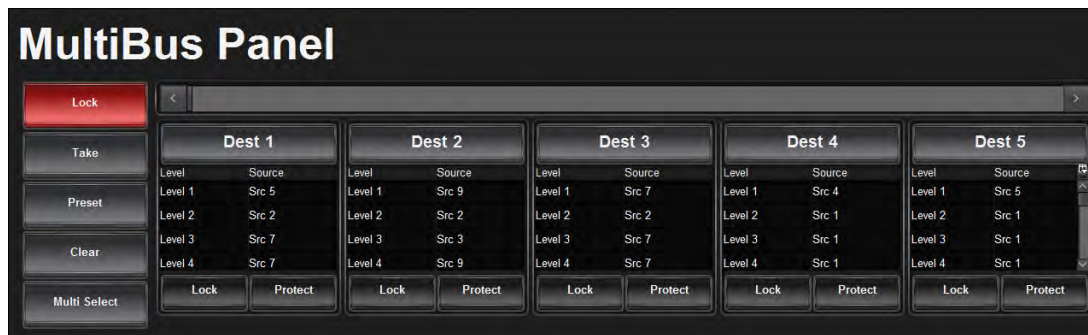 MultiBus Panel
Lock
Take
Preset
Clear
Multi Select
Dest 1 Dest 2 Dest 3 Dest 4 Dest 5
Level Source Level Source Level Source Level Source Level Source
Level 1 Src 5 Level 1 Src 9 Level 1 Src 7 Level 1 Src 4 Level 1 Src 5
Level 2 Src 2 Level 2 Src 2 Level 2 Src 2 Level 2 Src 1 Level 2 Src 1
Level 3 Src 7 Level 3 Src 3 Level 3 Src 7 Level 3 Src 1 Level 3 Src 1
Level 4 Src 7 Level 4 Src 9 Level 4 Src 7 Level 4 Src 1 Level 4 Src 1
Lock Protect Lock Protect Lock Protect Lock Protect Lock Protect